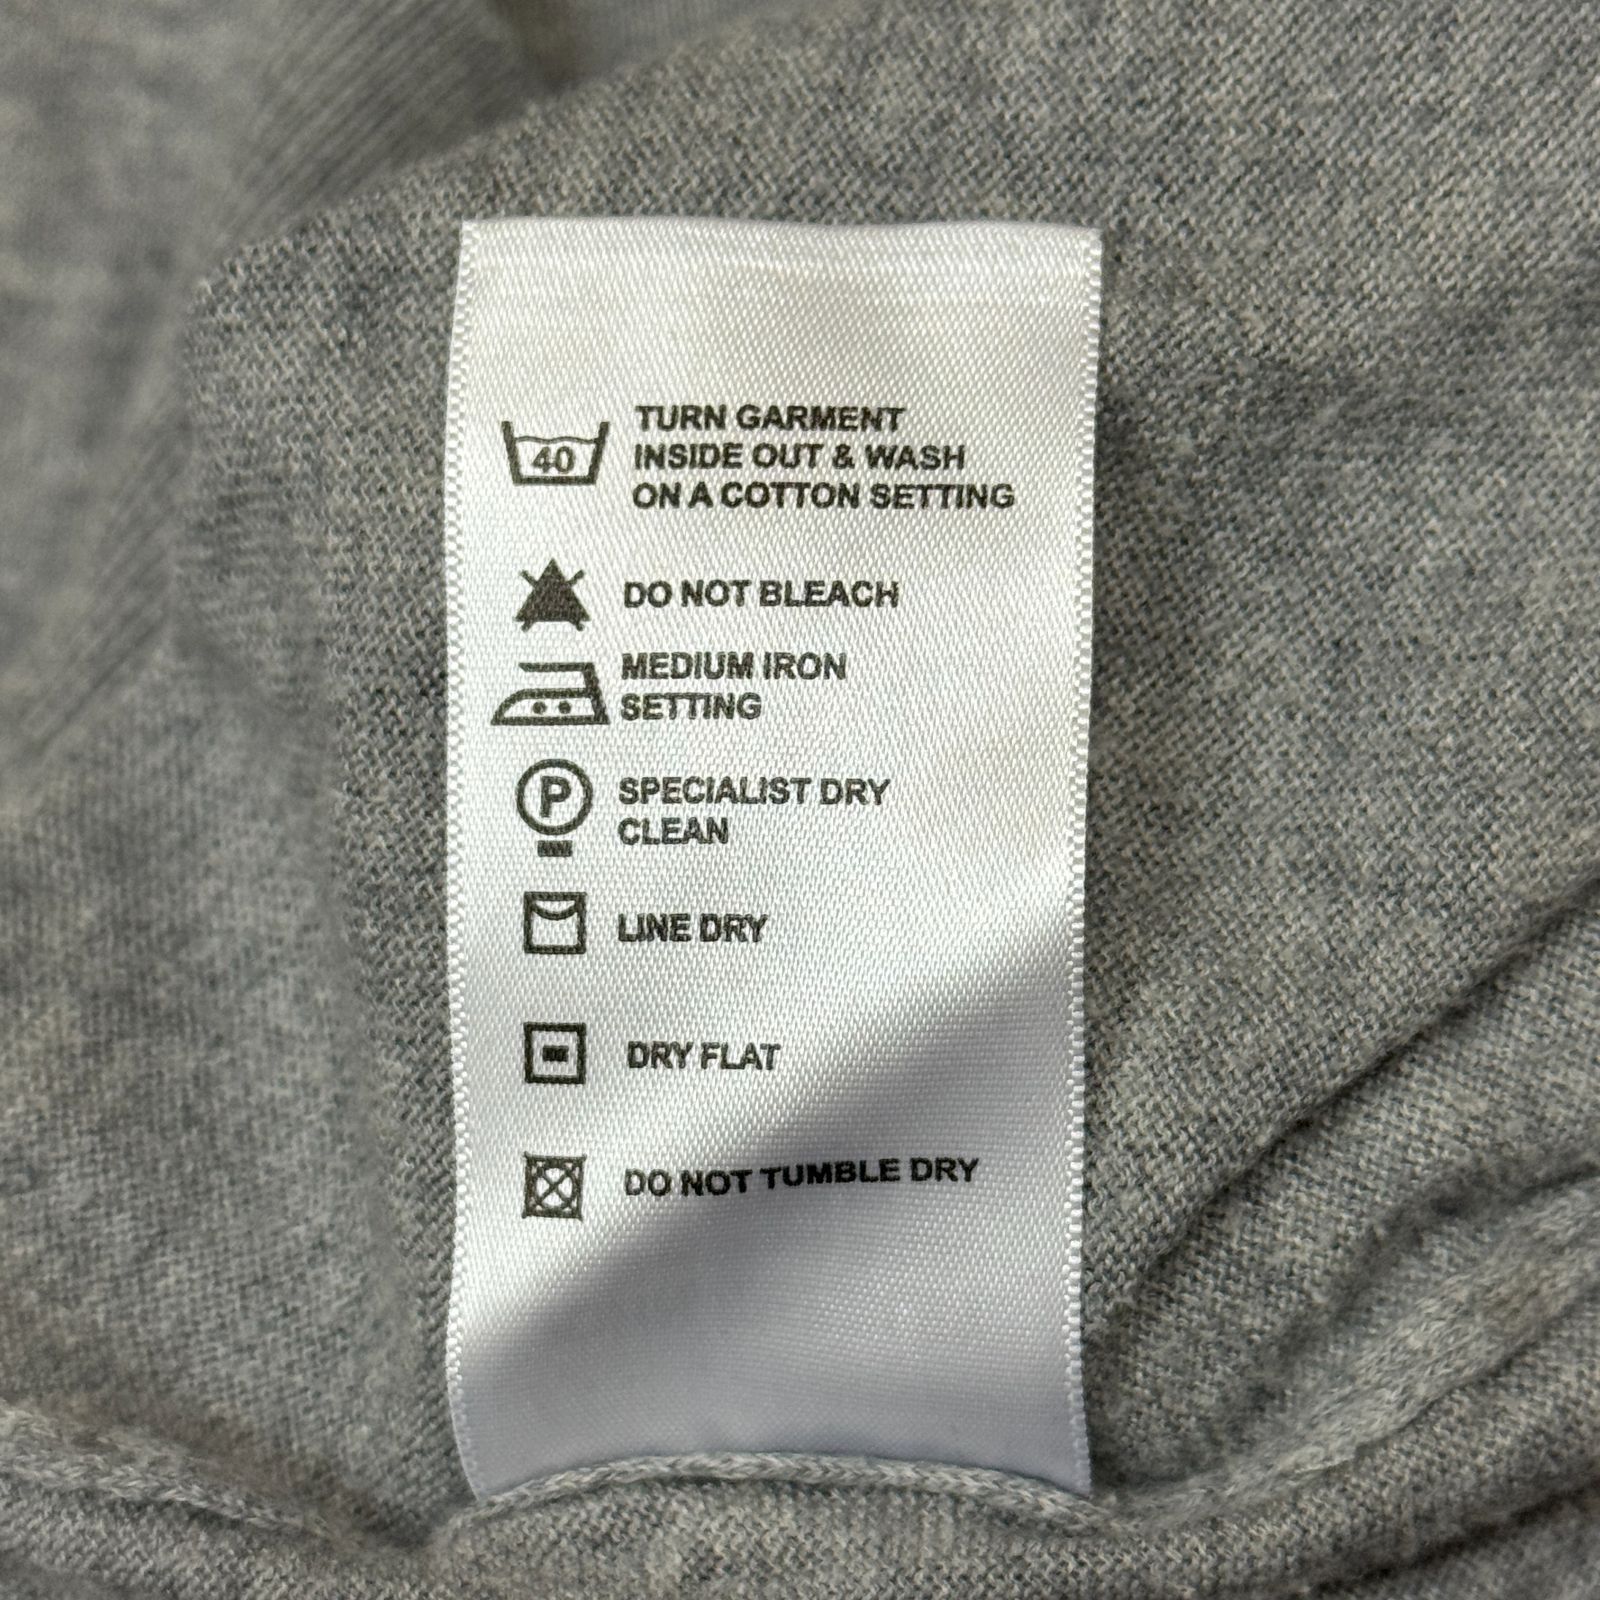 40
TURN GARMENT
INSIDE OUT & WASH
ON A COTTON SETTING
DO NOT BLEACH
MEDIUM IRON
SETTING
P
SPECIALIST DRY
CLEAN
LINE DRY
DRY FLAT
DO NOT TUMBLE DRY